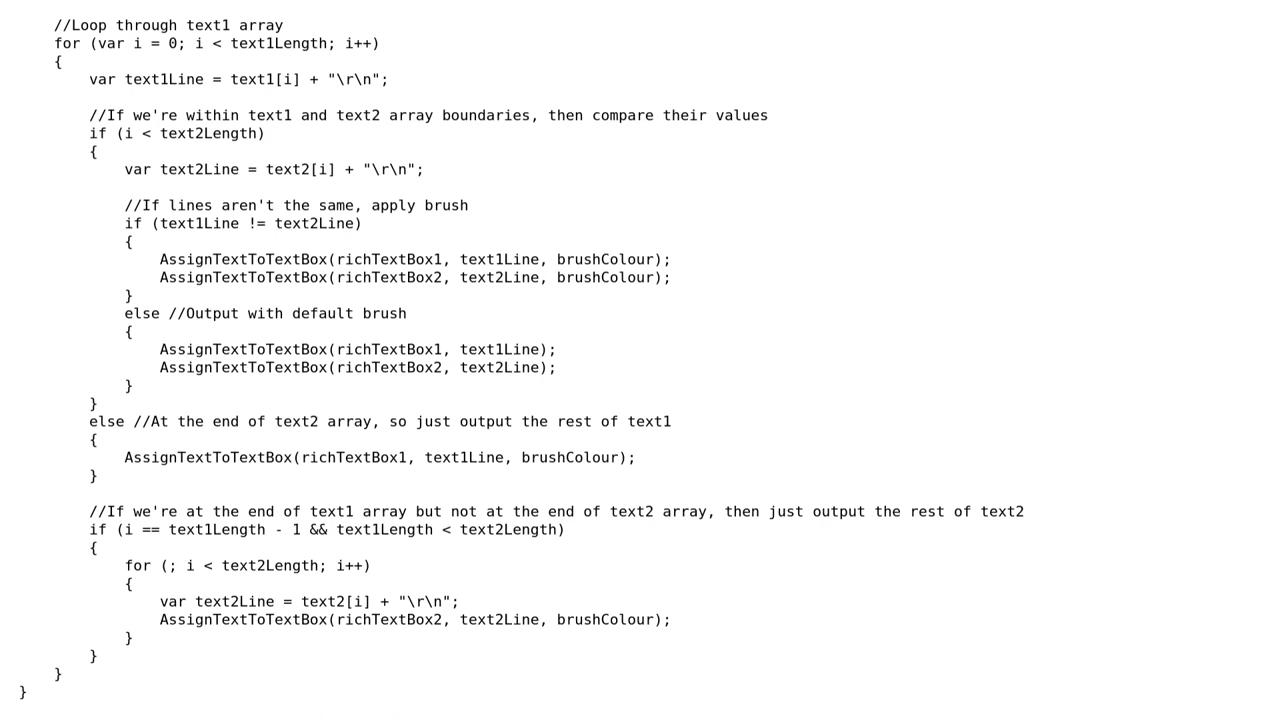 //Loop through text1 array
for (var i = 0; i < text1Length; i++)
{
var text1Line = text1[i] + "\r\n";
//If we're within text1 and text2 array boundaries, then compare their values
if (i < text2Length)
{
var text2Line = text2[i] + "\r\n";
//If lines aren't the same, apply brush
if (text1Line != text2Line)
{
AssignTextToTextBox(richTextBox1, text1Line, brushColour);
AssignTextToTextBox(richTextBox2, text2Line, brushColour);
}
else //Output with default brush
{
AssignTextToTextBox(richTextBox1, text1Line);
AssignTextToTextBox(richTextBox2, text2Line);
}
}
else //At the end of text2 array, so just output the rest of text1
{
AssignTextToTextBox(richTextBox1, text1Line, brushColour);
}
//If we're at the end of text1 array but not at the end of text2 array, then just output the rest of text2
if (i == text1Length - 1 && text1Length < text2Length)
{
for (; i < text2Length; i++)
{
var text2Line = text2[i] + "\r\n";
AssignTextToTextBox(richTextBox2, text2Line, brushColour);
}
}
}
}